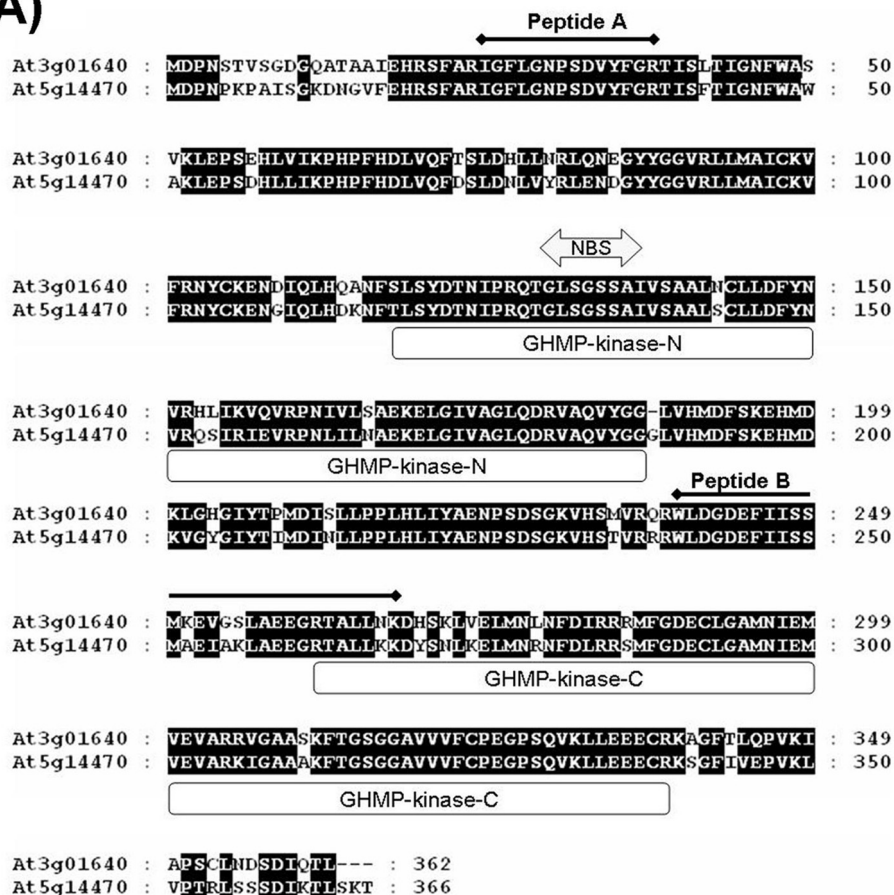 A)
Peptide A
At3g01640 : MDPNSTVSGDGQATAAIEHRSFARIGFLGNPSDVYFGRTISLTIGNFWAS : 50
At5g14470 : MDPNPKPAISGKDNGVFEHRSFARIGFLGNPSDVYFGRTISFTIGNFWAW : 50
At3g01640 : VKLEPSEHLVIKPHPFHDLVQFTSLDHLLNRLQNEGYYGGVRLLMAICKV : 100
At5g14470 : AKLEPSDHLLIKPHPFHDLVQFDSLDNLVYRLENDGYYGGVRLLMAICKV : 100
NBS
At3g01640 : FRNYCKENDIQLHQANFSLSYDTNIPRQTGLSGSSAIVSAALNCLLDFYN : 150
At5g14470 : FRNYCKENGIQLHDKNFTLSYDTNIPRQTGLSGSSAIVSAALSCLLDFYN : 150
GHMP-kinase-N
At3g01640 : VRHLIKVQVRPNIVLSAEKELGIVAGLQDRVAQVYGG-LVHMDFSKEHMD : 199
At5g14470 : VRQSIRIEVRPNLILNAEKELGIVAGLQDRVAQVYGGGLVHMDFSKEHMD : 200
GHMP-kinase-N
Peptide B
At3g01640 : KLGHGIYTPMDISLLPPLHLIYAENPSDSGKVHSMVRQRWLDGDEFIISS : 249
At5g14470 : KVGYGIYTIMDINLLPPLHLIYAENPSDSGKVHSTVRRRWLDGDEFIISS : 250
At3g01640 : MKEVGSLAEEGRTALLNKDHSKLVELMNLNFDIRRRMFGDECLGAMNIEM : 299
At5g14470 : MAEIAKLAEEGRTALLKKDYSNLKELMNRNFDLRRSMFGDECLGAMNIEM : 300
GHMP-kinase-C
At3g01640 : VEVARRVGAASKFTGSGGAVVVFCPEGPSQVKLLEEECRKAGFTLQPVKI : 349
At5g14470 : VEVARKIGAAAKFTGSGGAVVVFCPEGPSQVKLLEEECRKSGFIVEPVKL : 350
GHMP-kinase-C
At3g01640 : APSCLNDSDIQTL--- : 362
At5g14470 : VPTRLSSSDIKTLSKT : 366